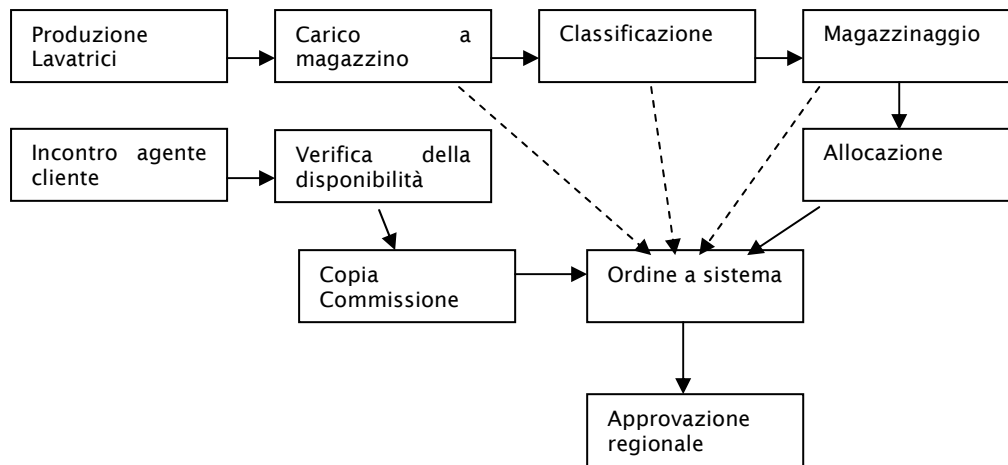 Produzione
Lavatrici
Carico a
magazzino
Classificazione
Magazzinaggio
Incontro agente
cliente
Verifica della
disponibilità
Allocazione
Copia
Commissione
Ordine a sistema
Approvazione
regionale